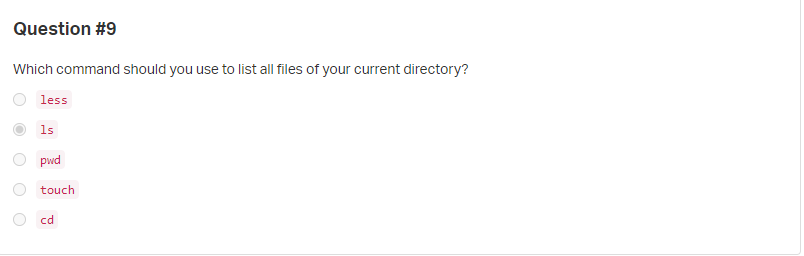 Question #9
Which command should you use to list all files of your current directory?
less
ls
pwd
touch
cd